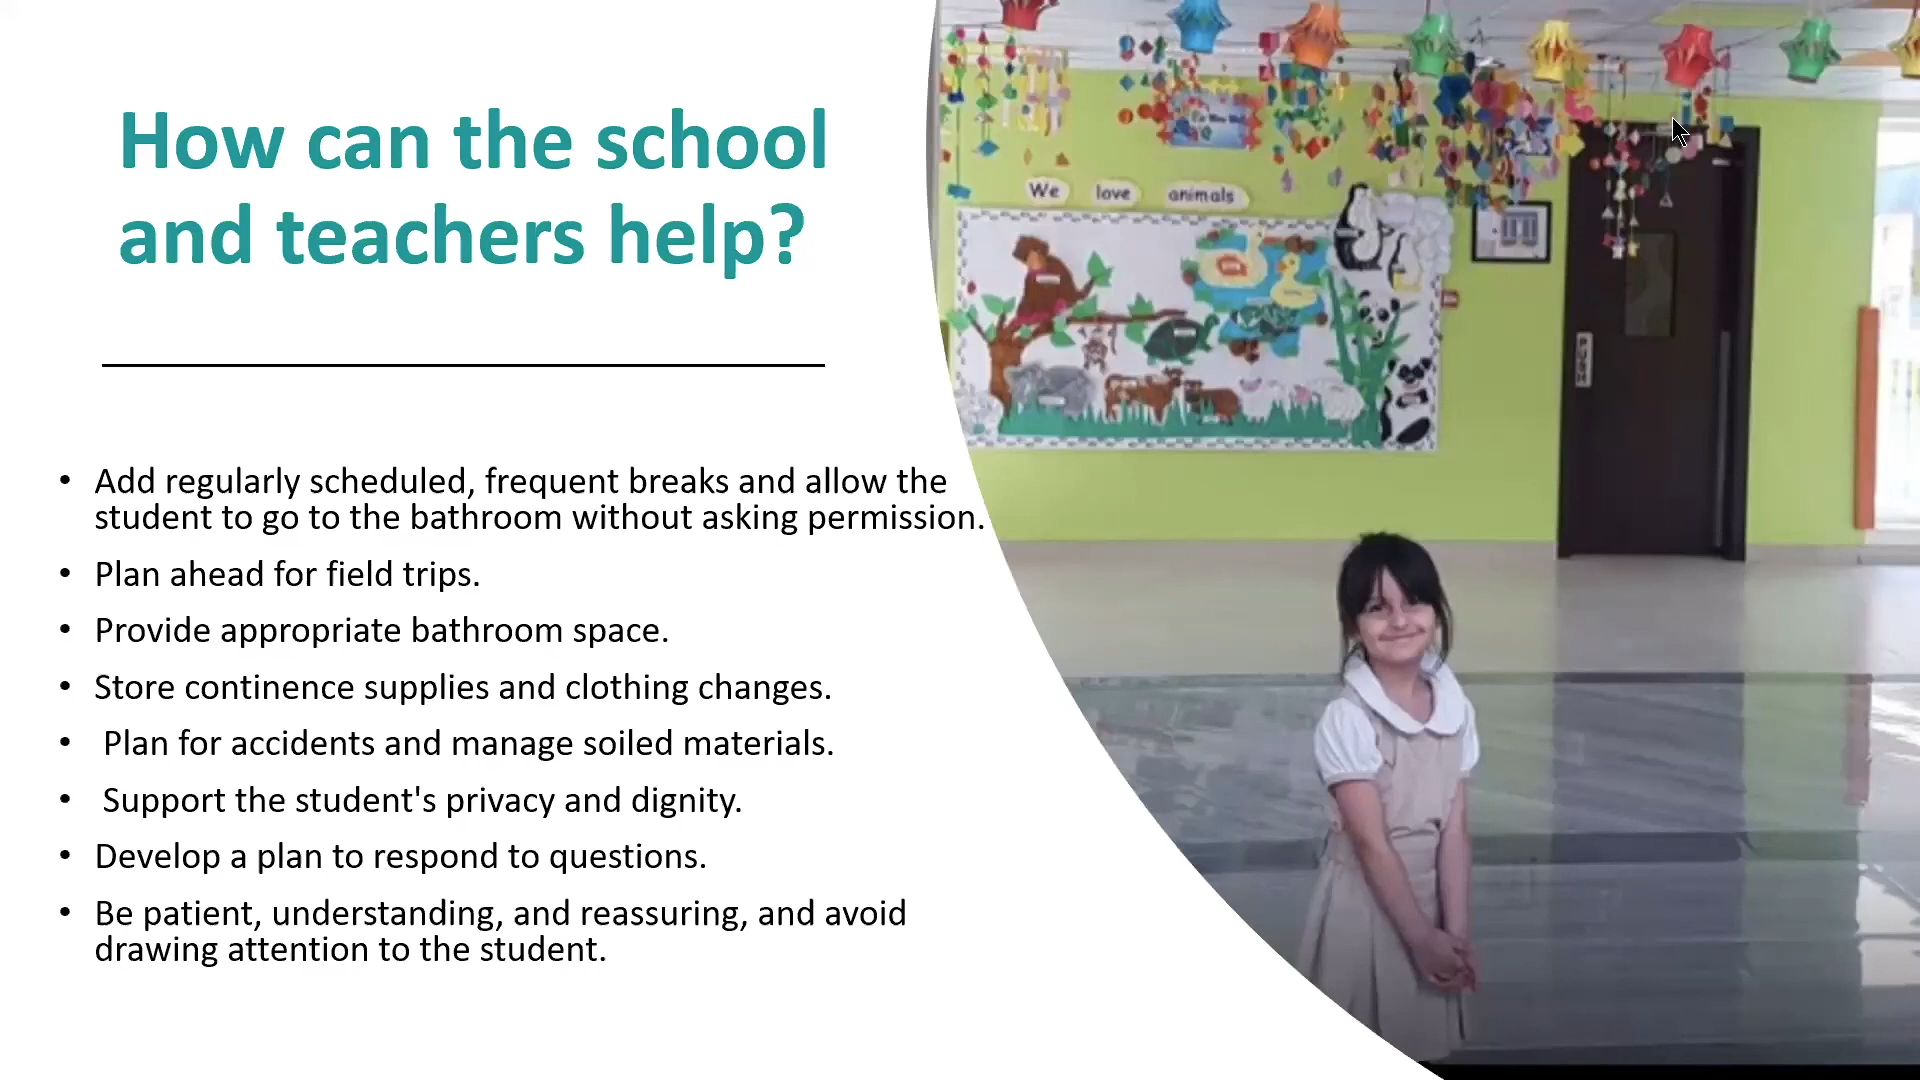 How can the school
and teachers help?
• Add regularly scheduled, frequent breaks and allow the
student to go to the bathroom without asking permission.
• Plan ahead for field trips.
• Provide appropriate bathroom space.
• Store continence supplies and clothing changes.
• Plan for accidents and manage soiled materials.
• Support the student's privacy and dignity.
• Develop a plan to respond to questions.
• Be patient, understanding, and reassuring, and avoid
drawing attention to the student.
We love animals
PUSH